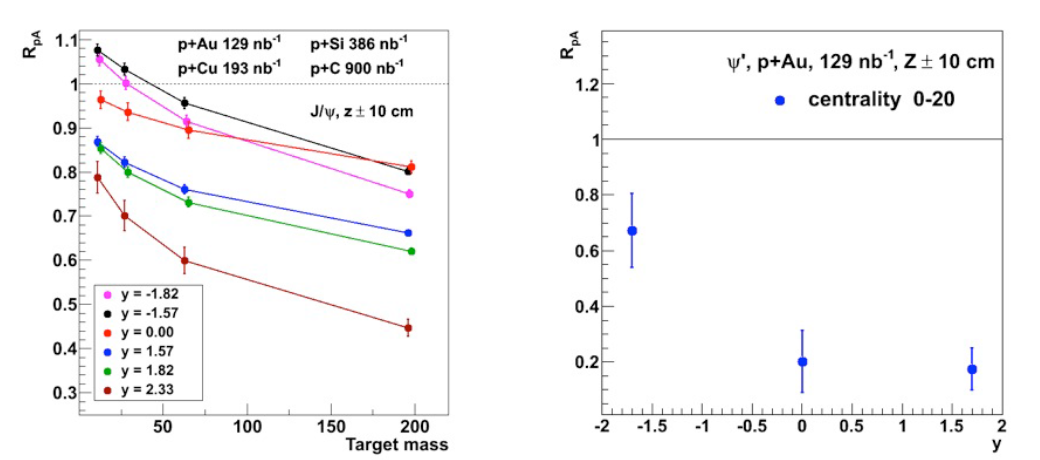 R_pA
1.1
1
0.9
0.8
0.7
0.6
0.5
0.4
0.3
p+Au 129 nb⁻¹ p+Si 386 nb⁻¹
p+Cu 193 nb⁻¹ p+C 900 nb⁻¹
J/ψ, z ± 10 cm
y = -1.82
y = -1.57
y = 0.00
y = 1.57
y = 1.82
y = 2.33
50 100 150 200
Target mass
R_pA
1.2
1
0.8
0.6
0.4
0.2
ψ', p+Au, 129 nb⁻¹, Z ± 10 cm
centrality 0-20
-2 -1.5 -1 -0.5 0 0.5 1 1.5 2
y